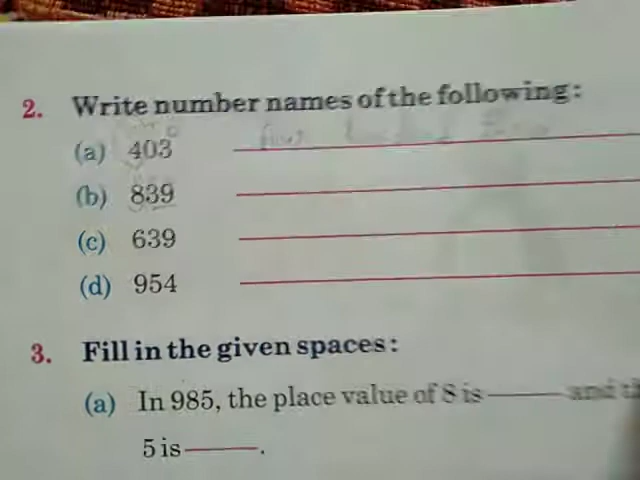 2. Write number names of the following:
(a) 403
(b) 839
(c) 639
(d) 954
3. Fill in the given spaces:
(a) In 985, the place value of 8 is and
5 is .